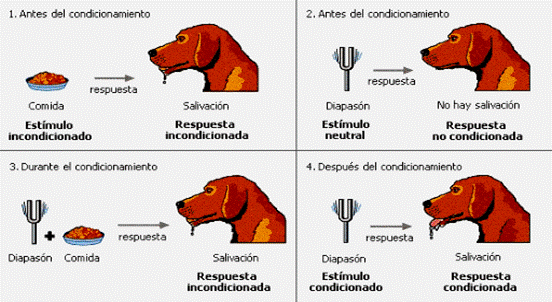 1. Antes del condicionamiento
respuesta
Comida
Salivación
Estímulo
incondicionado
Respuesta
incondicionada
2. Antes del condicionamiento
respuesta
Diapasón
No hay salivación
Estímulo
neutral
Respuesta
no condicionada
3. Durante el condicionamiento
+
respuesta
Diapasón
Comida
Salivación
Respuesta
incondicionada
4. Después del condicionamiento
respuesta
Diapasón
Salivación
Estímulo
condicionado
Respuesta
condicionada